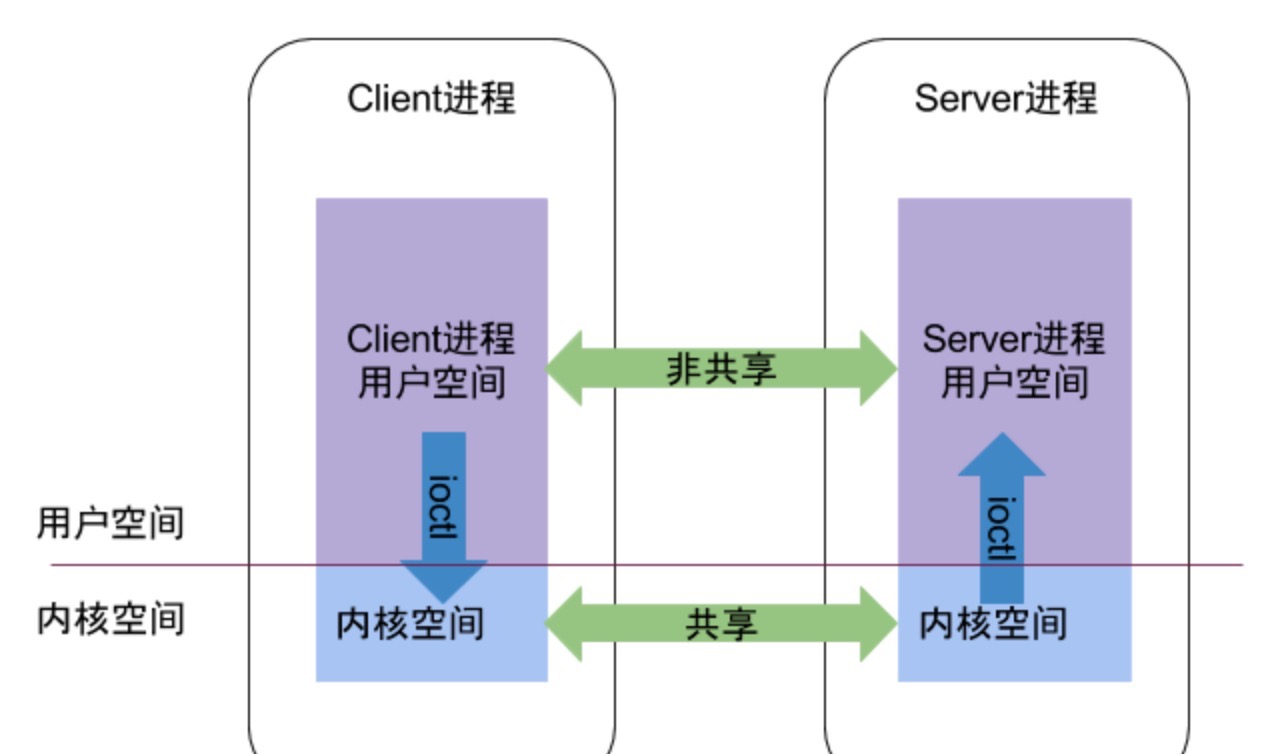 Client进程
Server进程
Client进程
用户空间
非共享
Server进程
用户空间
ioctl
ioctl
用户空间
内核空间
内核空间
共享
内核空间